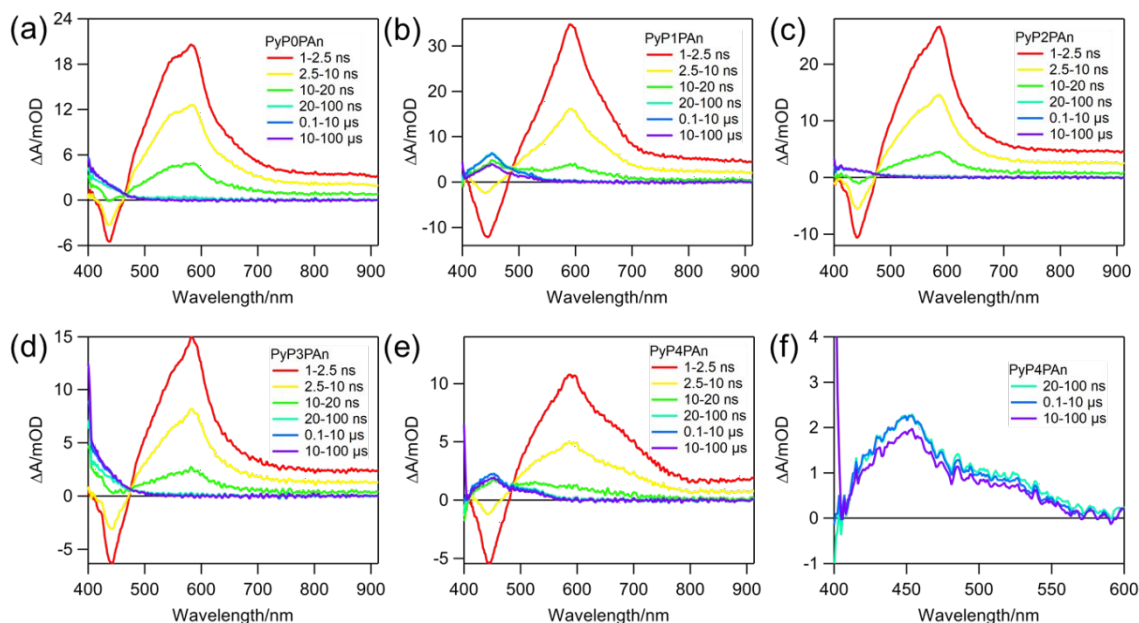 (a)
PyP0PAn
1-2.5 ns
2.5-10 ns
10-20 ns
20-100 ns
0.1-10 µs
10-100 µs
24
18
12
6
0
-6
ΔA/mOD
400 500 600 700 800 900
Wavelength/nm
(b)
PyP1PAn
1-2.5 ns
2.5-10 ns
10-20 ns
20-100 ns
0.1-10 µs
10-100 µs
30
20
10
0
-10
ΔA/mOD
400 500 600 700 800 900
Wavelength/nm
(c)
PyP2PAn
1-2.5 ns
2.5-10 ns
10-20 ns
20-100 ns
0.1-10 µs
10-100 µs
20
10
0
-10
ΔA/mOD
400 500 600 700 800 900
Wavelength/nm
(d)
PyP3PAn
1-2.5 ns
2.5-10 ns
10-20 ns
20-100 ns
0.1-10 µs
10-100 µs
15
10
5
0
-5
ΔA/mOD
400 500 600 700 800 900
Wavelength/nm
(e)
PyP4PAn
1-2.5 ns
2.5-10 ns
10-20 ns
20-100 ns
0.1-10 µs
10-100 µs
10
5
0
-5
ΔA/mOD
400 500 600 700 800 900
Wavelength/nm
(f)
PyP4PAn
20-100 ns
0.1-10 µs
10-100 µs
4
3
2
1
0
-1
ΔA/mOD
400 450 500 550 600
Wavelength/nm